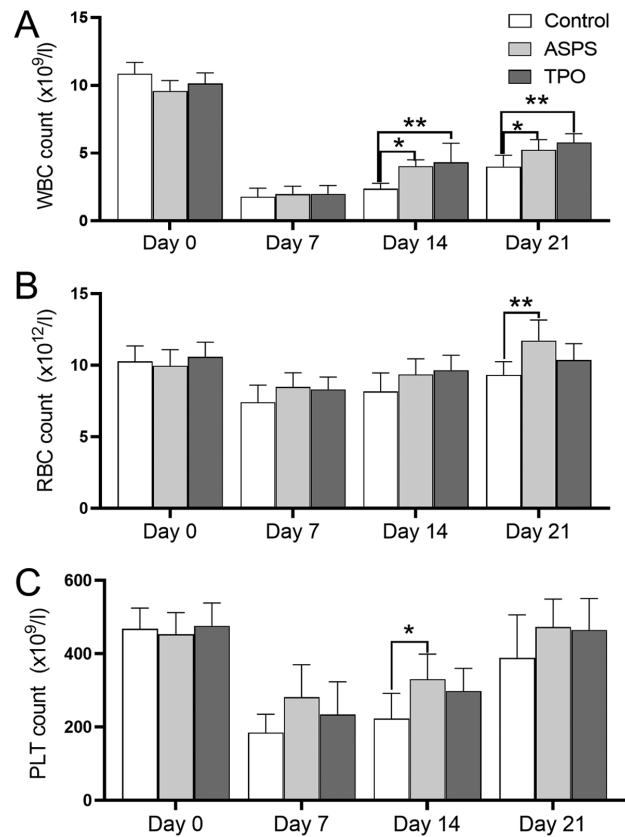 A
Control
ASPS
TPO
WBC count (x10⁹/l)
15
10
5
0
**
*
**
*
Day 0 Day 7 Day 14 Day 21
B
RBC count (x10¹²/l)
15
10
5
0
**
Day 0 Day 7 Day 14 Day 21
C
PLT count (x10⁹/l)
600
400
200
0
*
Day 0 Day 7 Day 14 Day 21